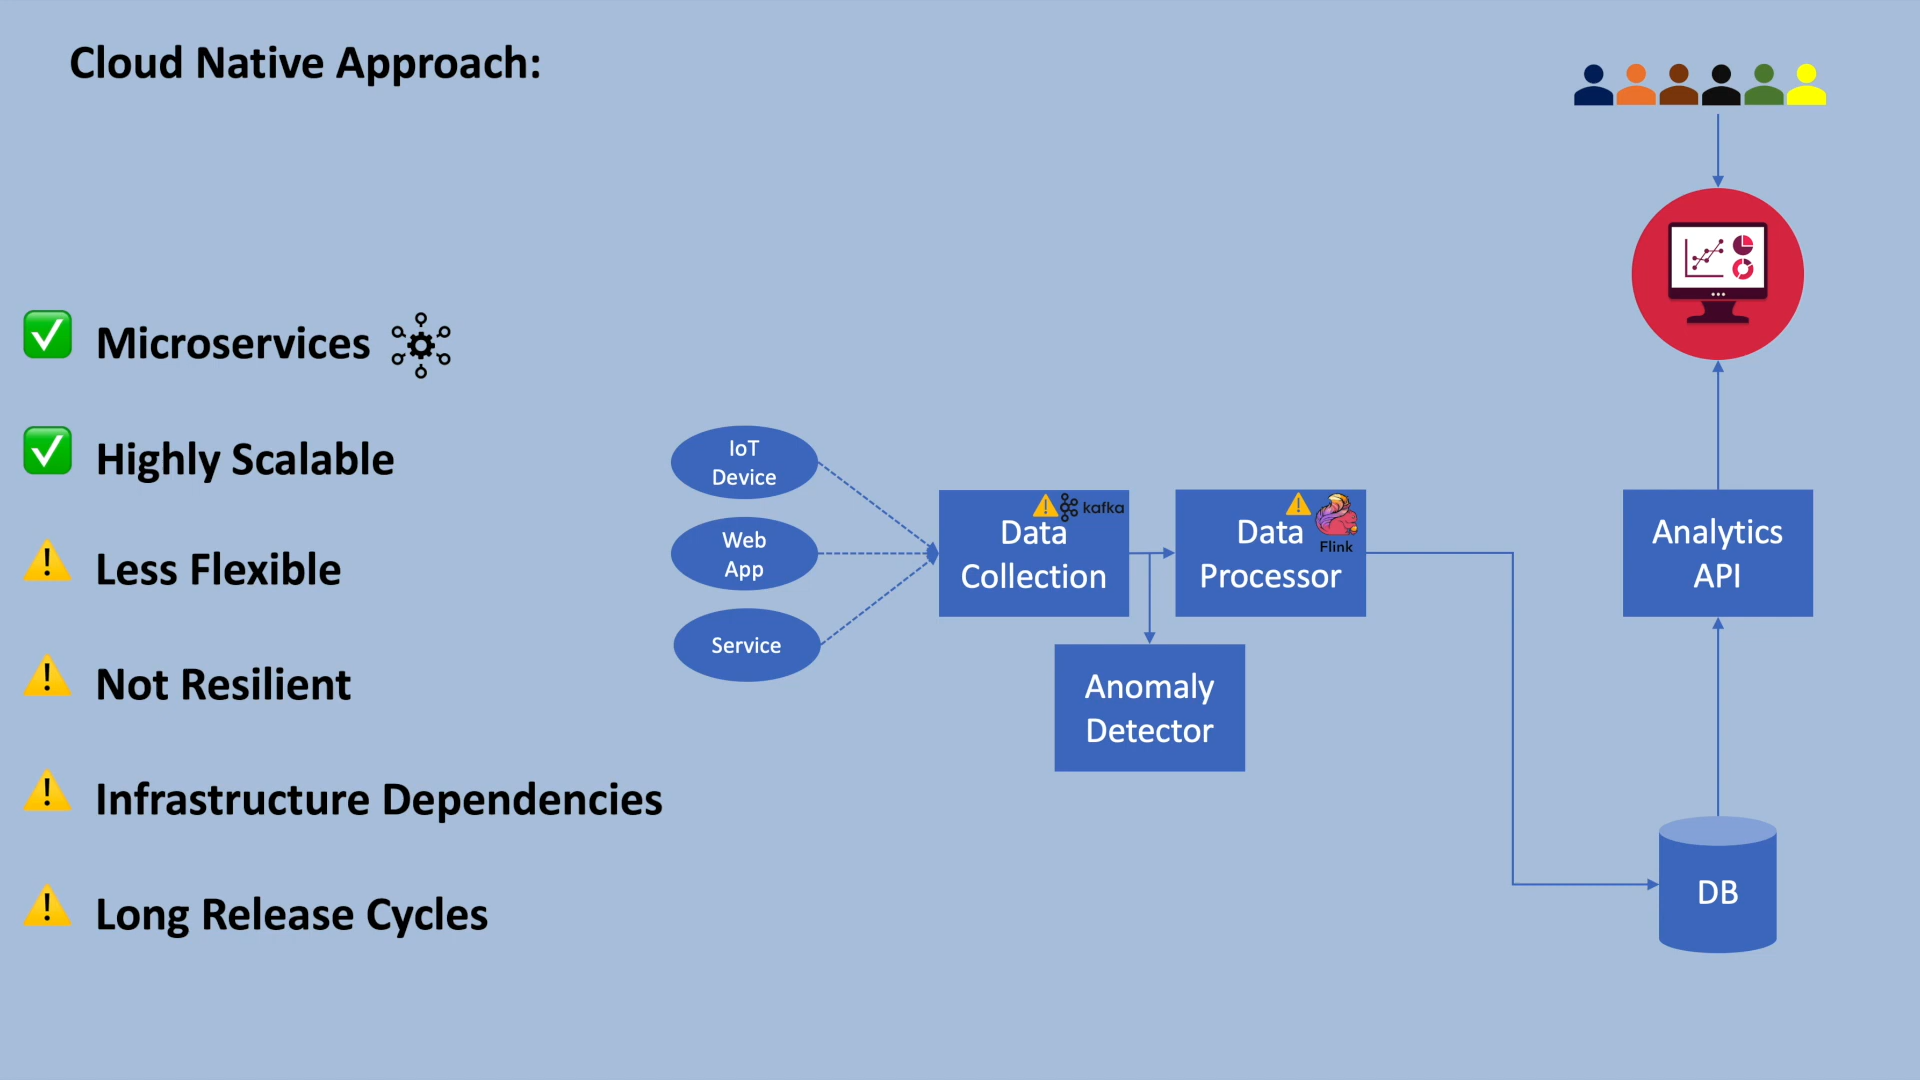 Cloud Native Approach:
Microservices
Highly Scalable
Less Flexible
Not Resilient
Infrastructure Dependencies
Long Release Cycles
IoT
Device
Web
App
Service
kafka
Data
Collection
Flink
Data
Processor
Anomaly
Detector
Analytics
API
DB